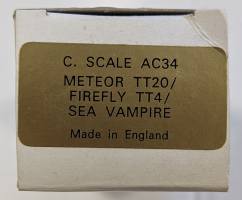 C. SCALE AC34
METEOR TT20/
FIREFLY TT4/
SEA VAMPIRE
Made in England